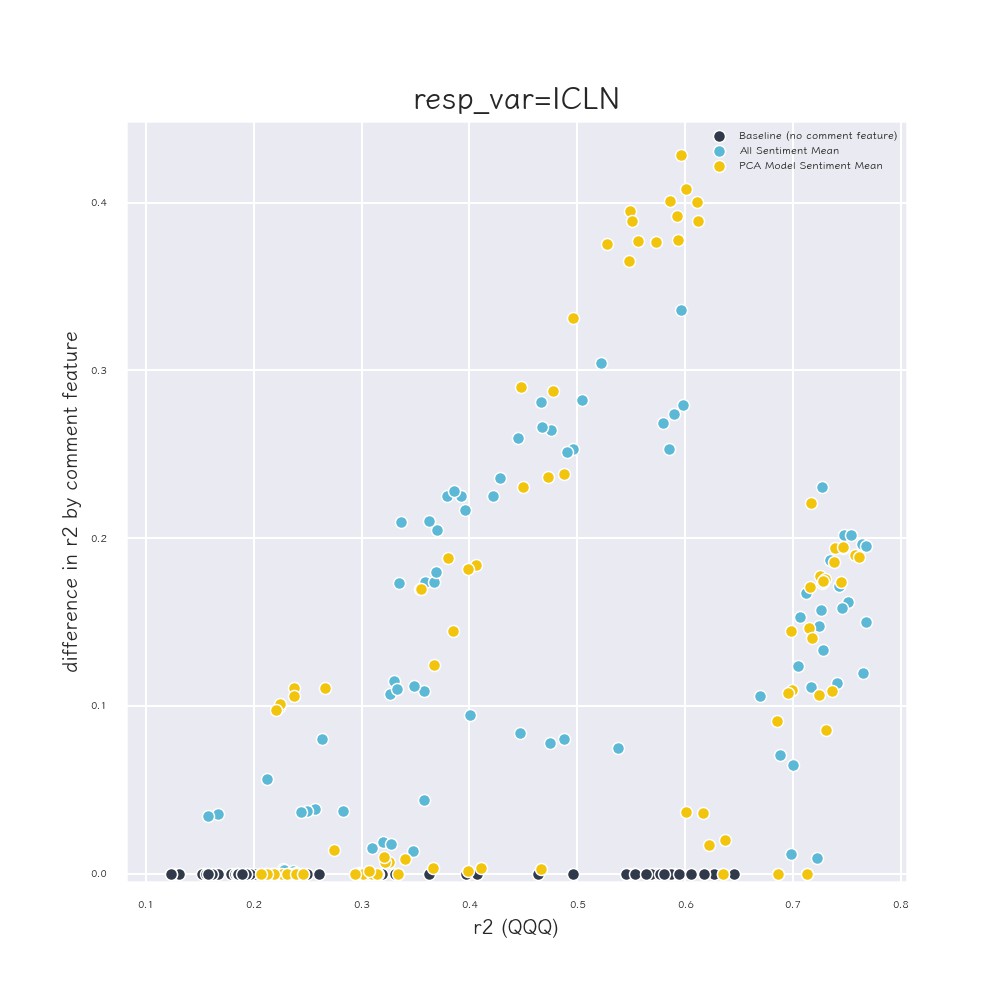 resp_var=ICLN
Baseline (no comment feature)
All Sentiment Mean
PCA Model Sentiment Mean
difference in r2 by comment feature
0.4
0.3
0.2
0.1
0.0
0.1 0.2 0.3 0.4 0.5 0.6 0.7 0.8
r2 (QQQ)